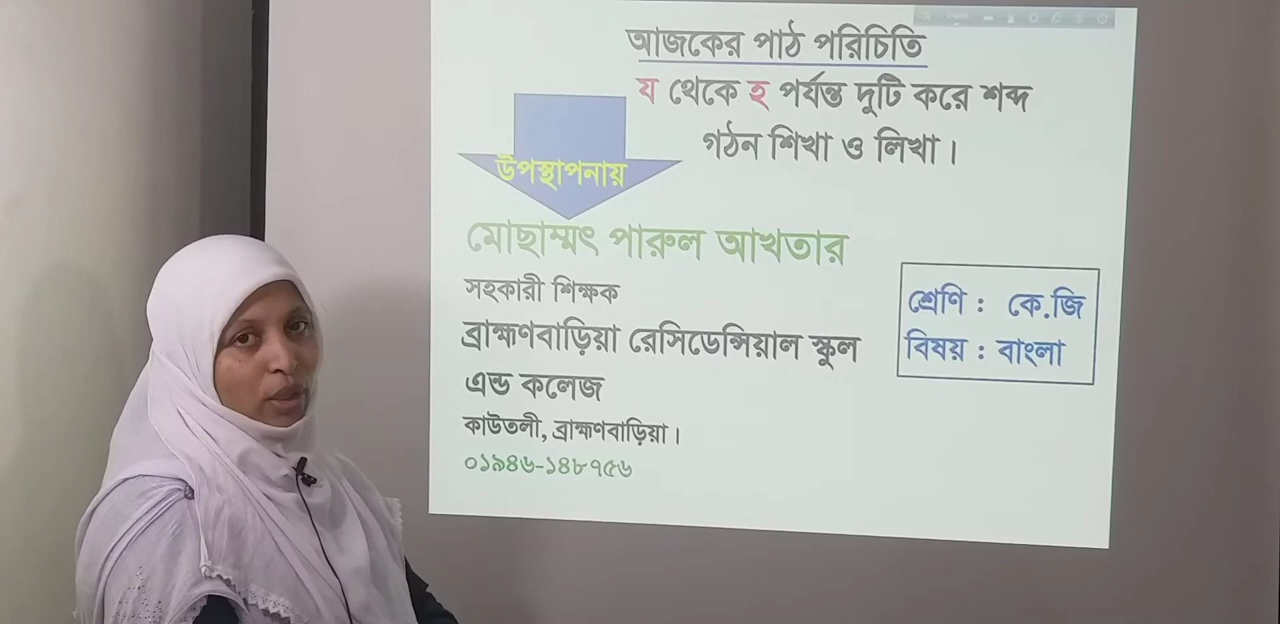 আজকের পাঠ পরিচিতি
য থেকে হ পর্যন্ত দুটি করে শব্দ
গঠন শিখা ও লিখা।
উপস্থাপনায়
মোছাম্মৎ পারুল আখতার
সহকারী শিক্ষক
ব্রাহ্মণবাড়িয়া রেসিডেন্সিয়াল স্কুল
এন্ড কলেজ
কাউতলী, ব্রাহ্মণবাড়িয়া।
০১৯৪৬-১৪৮৭৫৬
শ্রেণি : কে.জি
বিষয় : বাংলা